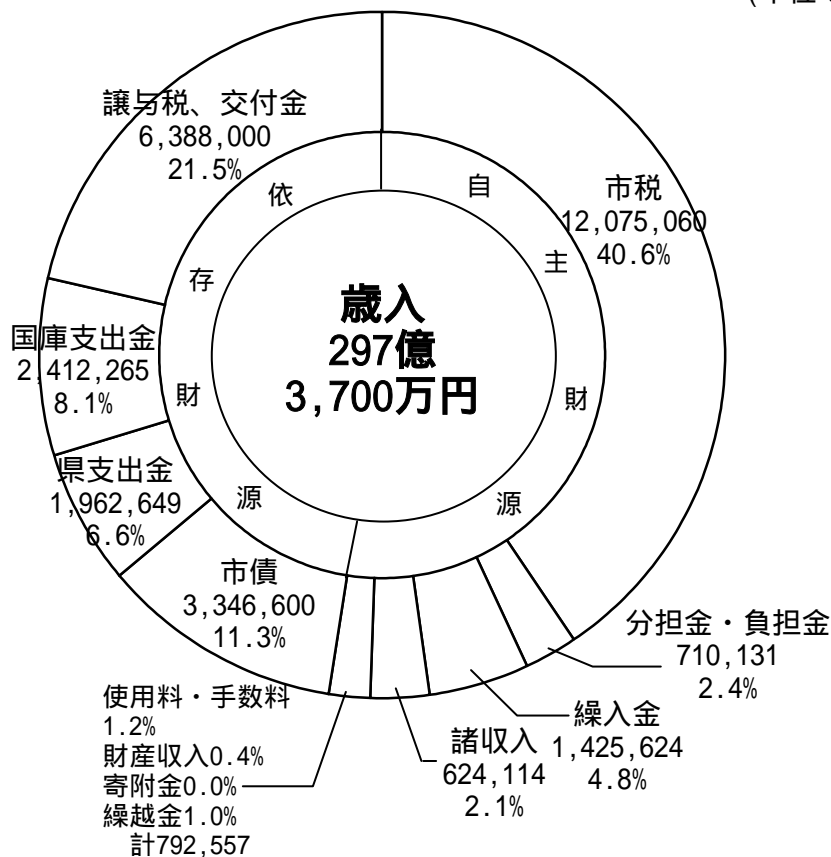 譲与税、交付金
6,388,000
21.5%
市税
12,075,060
40.6%
依存財源
自主財源
歳入
297億
3,700万円
国庫支出金
2,412,265
8.1%
県支出金
1,962,649
6.6%
市債
3,346,600
11.3%
分担金・負担金
710,131
2.4%
繰入金
1,425,624
4.8%
諸収入
624,114
2.1%
使用料・手数料
1.2%
財産収入0.4%
寄附金0.0%
繰越金1.0%
計792,557